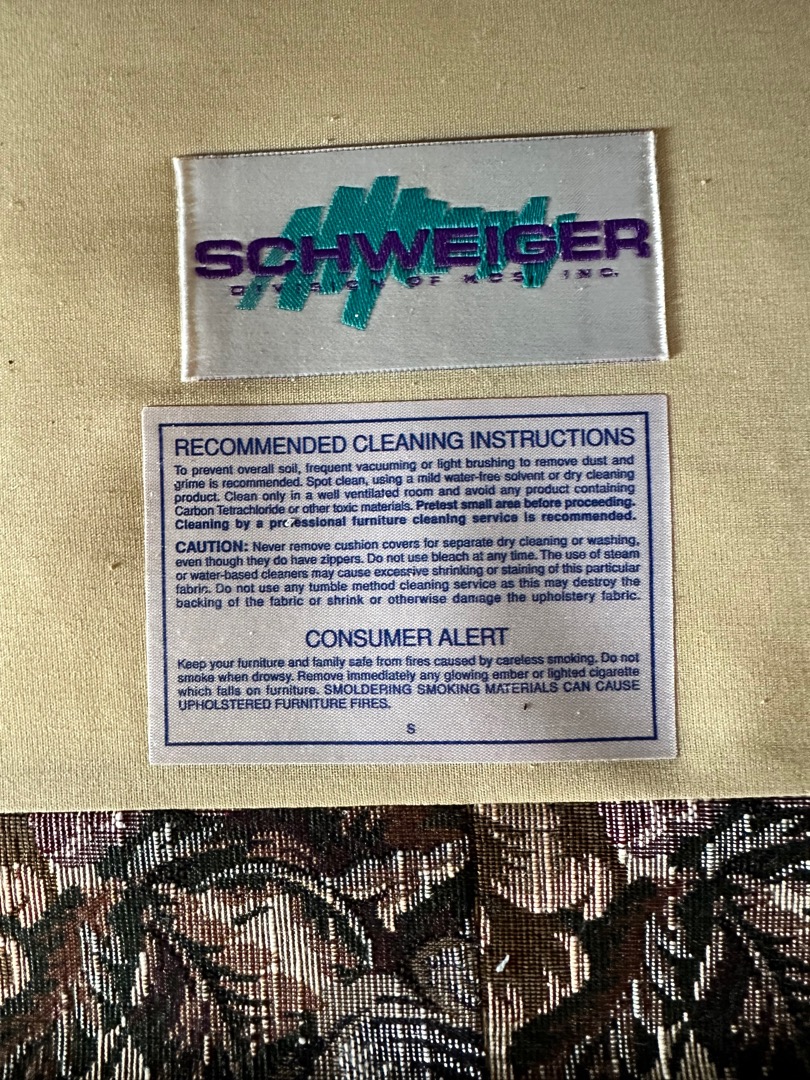 SCHWEIGER
DIVISION OF KCS, INC.
RECOMMENDED CLEANING INSTRUCTIONS
To prevent overall soil, frequent vacuuming or light brushing to remove dust and
grime is recommended. Spot clean, using a mild water-free solvent or dry cleaning
product. Clean only in a well ventilated room and avoid any product containing
Carbon Tetrachloride or other toxic materials. Pretest small area before proceeding.
Cleaning by a professional furniture cleaning service is recommended.
CAUTION: Never remove cushion covers for separate dry cleaning or washing,
even though they do have zippers. Do not use bleach at any time. The use of steam
or water-based cleaners may cause excessive shrinking or staining of this particular
fabric. Do not use any tumble method cleaning service as this may destroy the
backing of the fabric or shrink or otherwise damage the upholstery fabric.
CONSUMER ALERT
Keep your furniture and family safe from fires caused by careless smoking. Do not
smoke when drowsy. Remove immediately any glowing ember or lighted cigarette
which falls on furniture. SMOLDERING SMOKING MATERIALS CAN CAUSE
UPHOLSTERED FURNITURE FIRES.
S